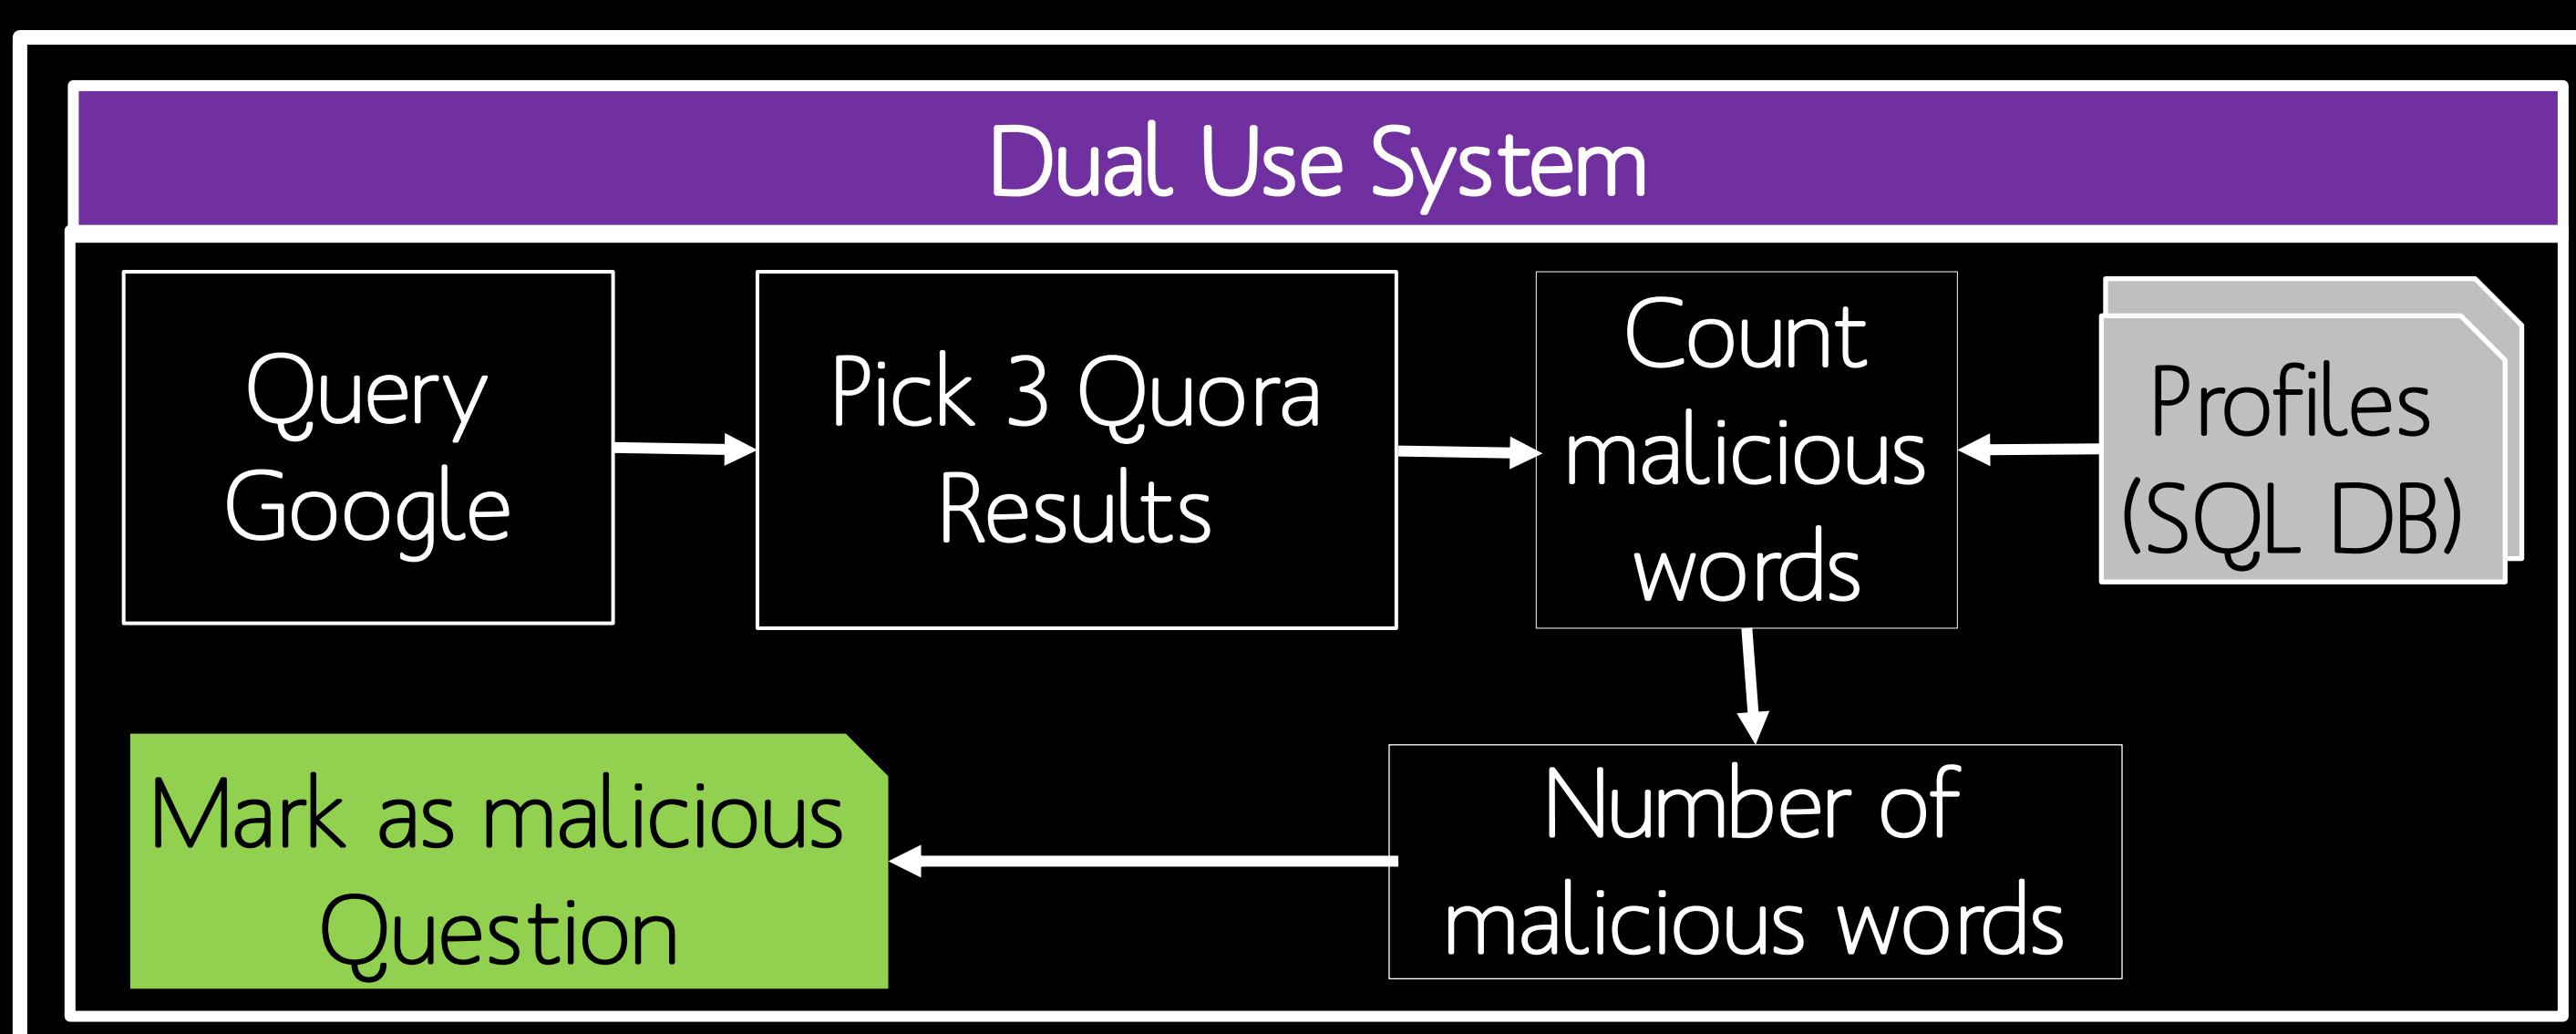 Dual Use System
Query
Google
Pick 3 Quora
Results
Count
malicious
words
Profiles
(SQL DB)
Mark as malicious
Question
Number of
malicious words